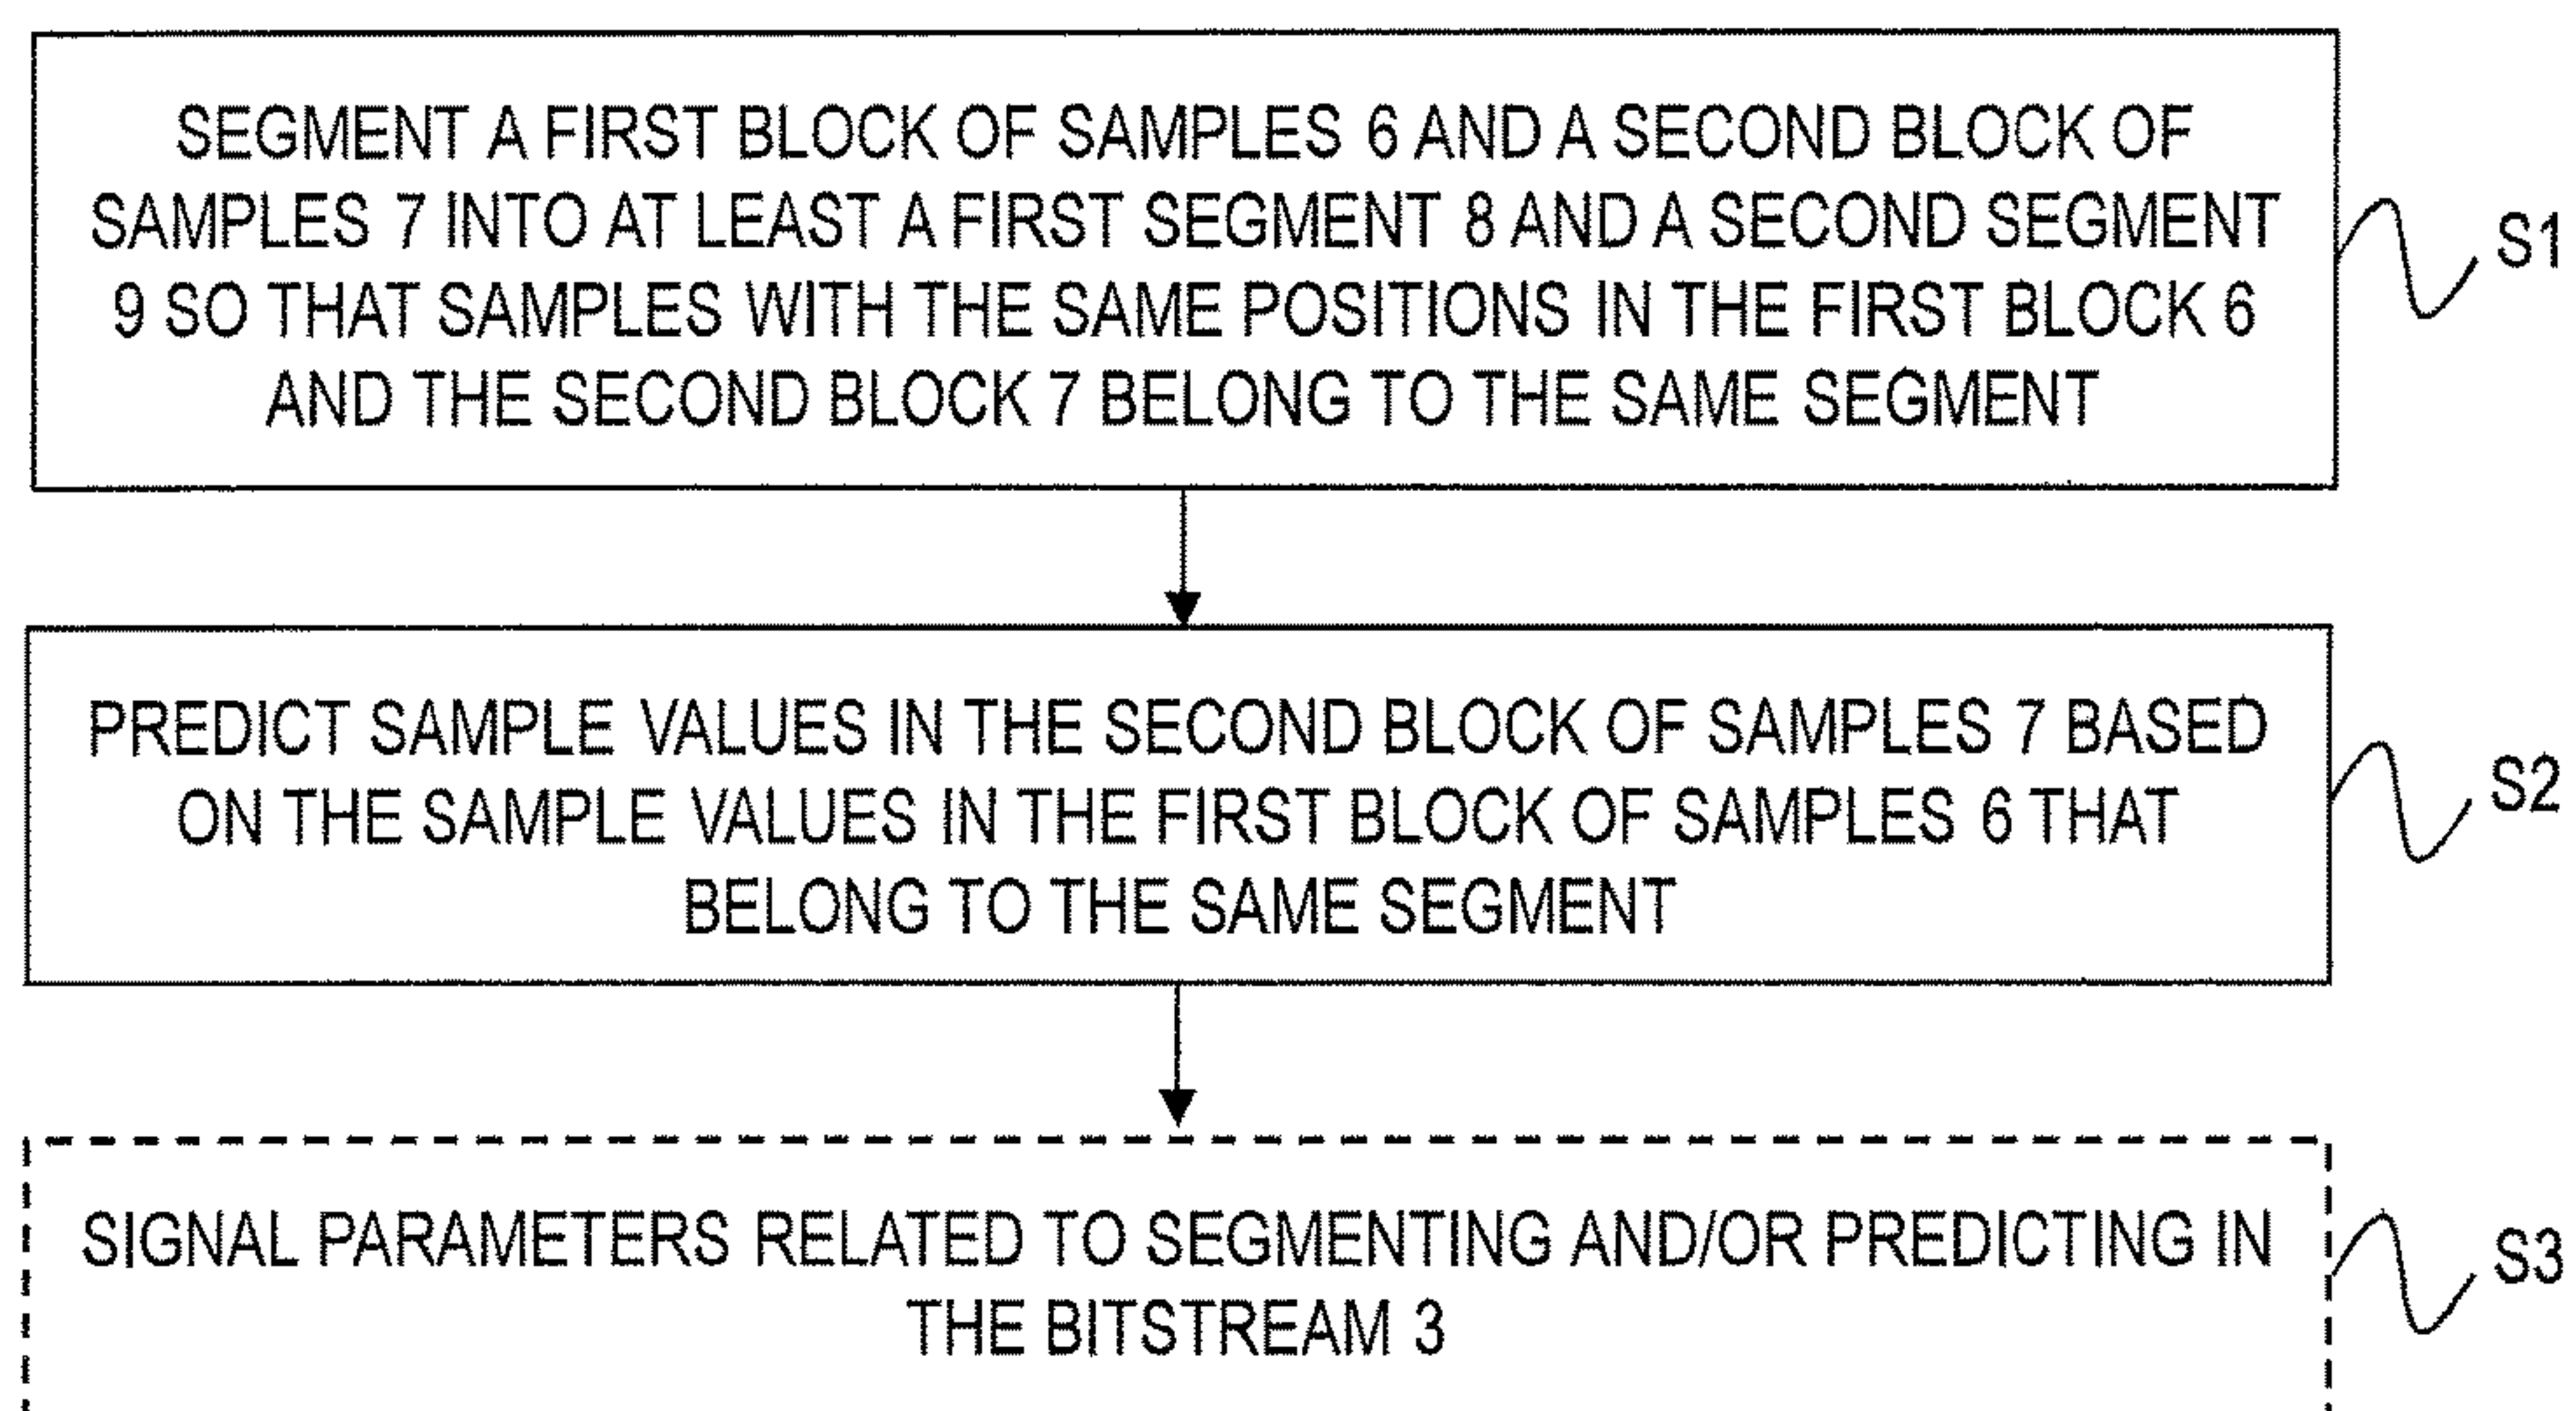 SEGMENT A FIRST BLOCK OF SAMPLES 6 AND A SECOND BLOCK OF
SAMPLES 7 INTO AT LEAST A FIRST SEGMENT 8 AND A SECOND SEGMENT
9 SO THAT SAMPLES WITH THE SAME POSITIONS IN THE FIRST BLOCK 6
AND THE SECOND BLOCK 7 BELONG TO THE SAME SEGMENT
S1
PREDICT SAMPLE VALUES IN THE SECOND BLOCK OF SAMPLES 7 BASED
ON THE SAMPLE VALUES IN THE FIRST BLOCK OF SAMPLES 6 THAT
BELONG TO THE SAME SEGMENT
S2
SIGNAL PARAMETERS RELATED TO SEGMENTING AND/OR PREDICTING IN
THE BITSTREAM 3
S3